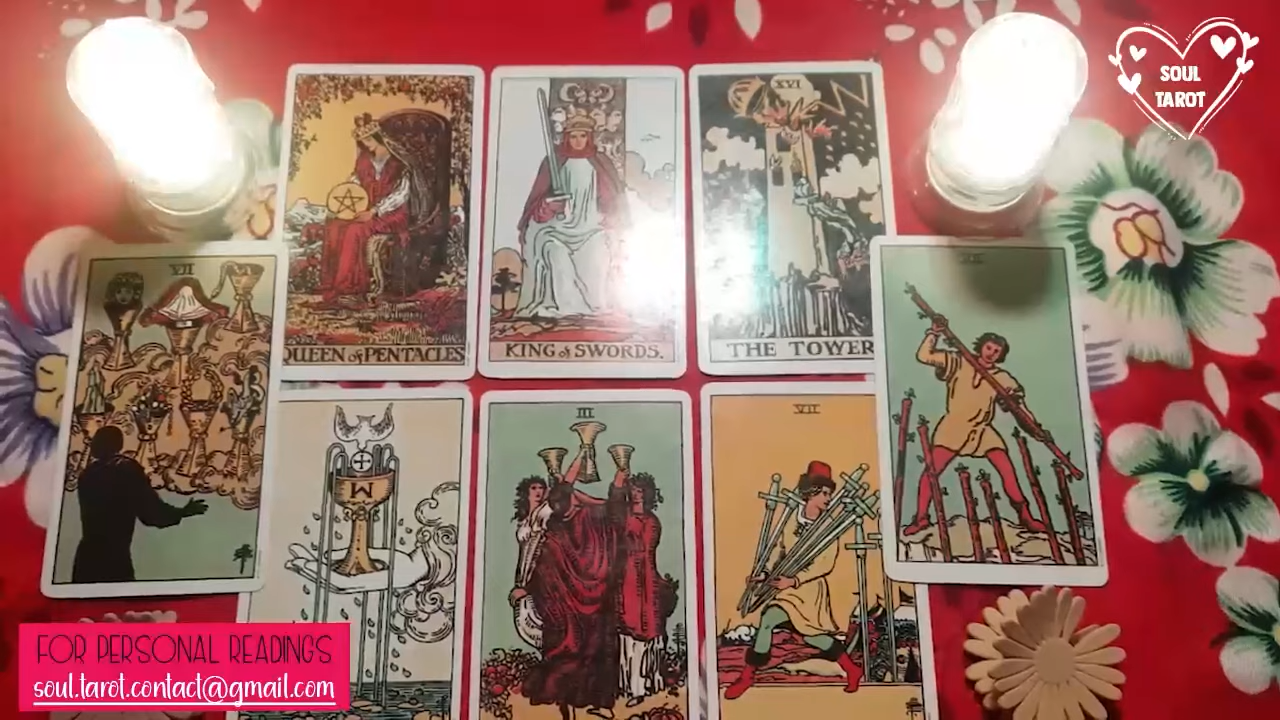 SOUL
TAROT
XVI
QUEEN of PENTACLES
KING of SWORDS.
THE TOWER
VII
III
VII
FOR PERSONAL READINGS
soul.tarot.contact@gmail.com